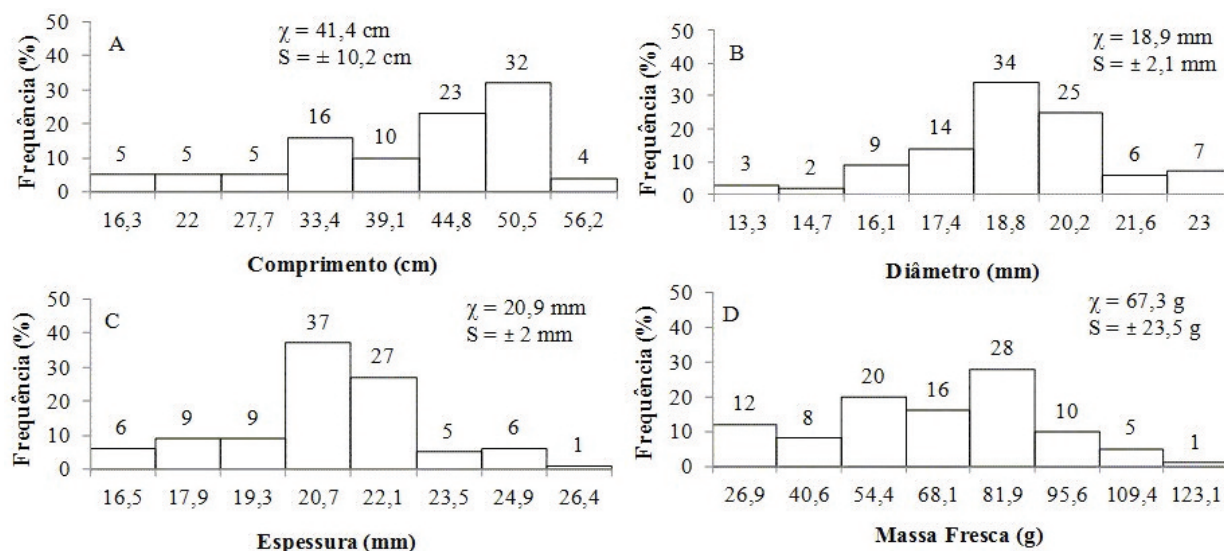 A
χ = 41,4 cm
S = ± 10,2 cm
Frequência (%)
50
40
30
20
10
0
5 5 5 16 10 23 32 4
16,3 22 27,7 33,4 39,1 44,8 50,5 56,2
Comprimento (cm)
B
χ = 18,9 mm
S = ± 2,1 mm
Frequência (%)
50
40
30
20
10
0
3 2 9 14 34 25 6 7
13,3 14,7 16,1 17,4 18,8 20,2 21,6 23
Diâmetro (mm)
C
χ = 20,9 mm
S = ± 2 mm
Frequência (%)
50
40
30
20
10
0
6 9 9 37 27 5 6 1
16,5 17,9 19,3 20,7 22,1 23,5 24,9 26,4
Espessura (mm)
D
χ = 67,3 g
S = ± 23,5 g
Frequência (%)
50
40
30
20
10
0
12 8 20 16 28 10 5 1
26,9 40,6 54,4 68,1 81,9 95,6 109,4 123,1
Massa Fresca (g)